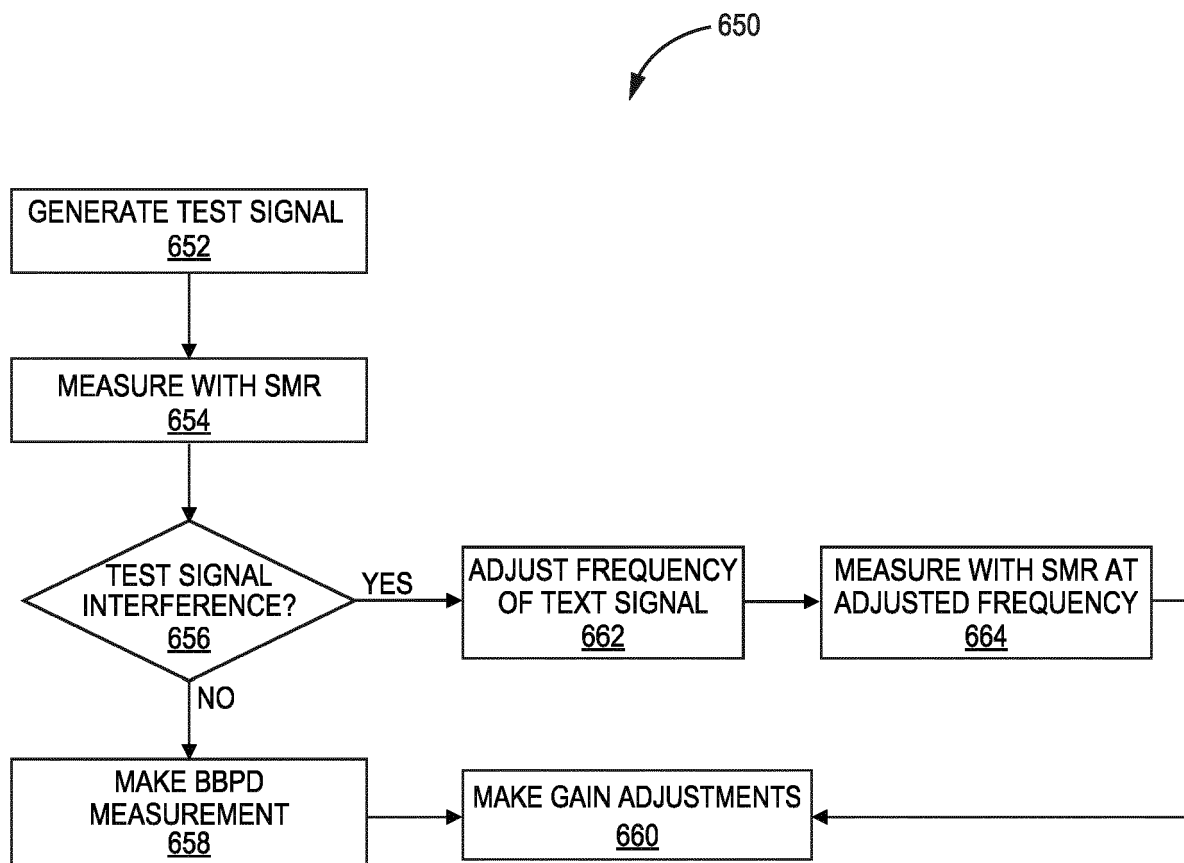 650
GENERATE TEST SIGNAL
652
MEASURE WITH SMR
654
TEST SIGNAL
INTERFERENCE?
656
YES
ADJUST FREQUENCY
OF TEXT SIGNAL
662
MEASURE WITH SMR AT
ADJUSTED FREQUENCY
664
NO
MAKE BBPD
MEASUREMENT
658
MAKE GAIN ADJUSTMENTS
660